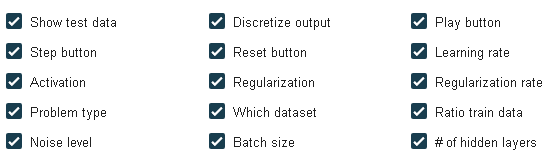 Show test data
Discretize output
Play button
Step button
Reset button
Learning rate
Activation
Regularization
Regularization rate
Problem type
Which dataset
Ratio train data
Noise level
Batch size
# of hidden layers